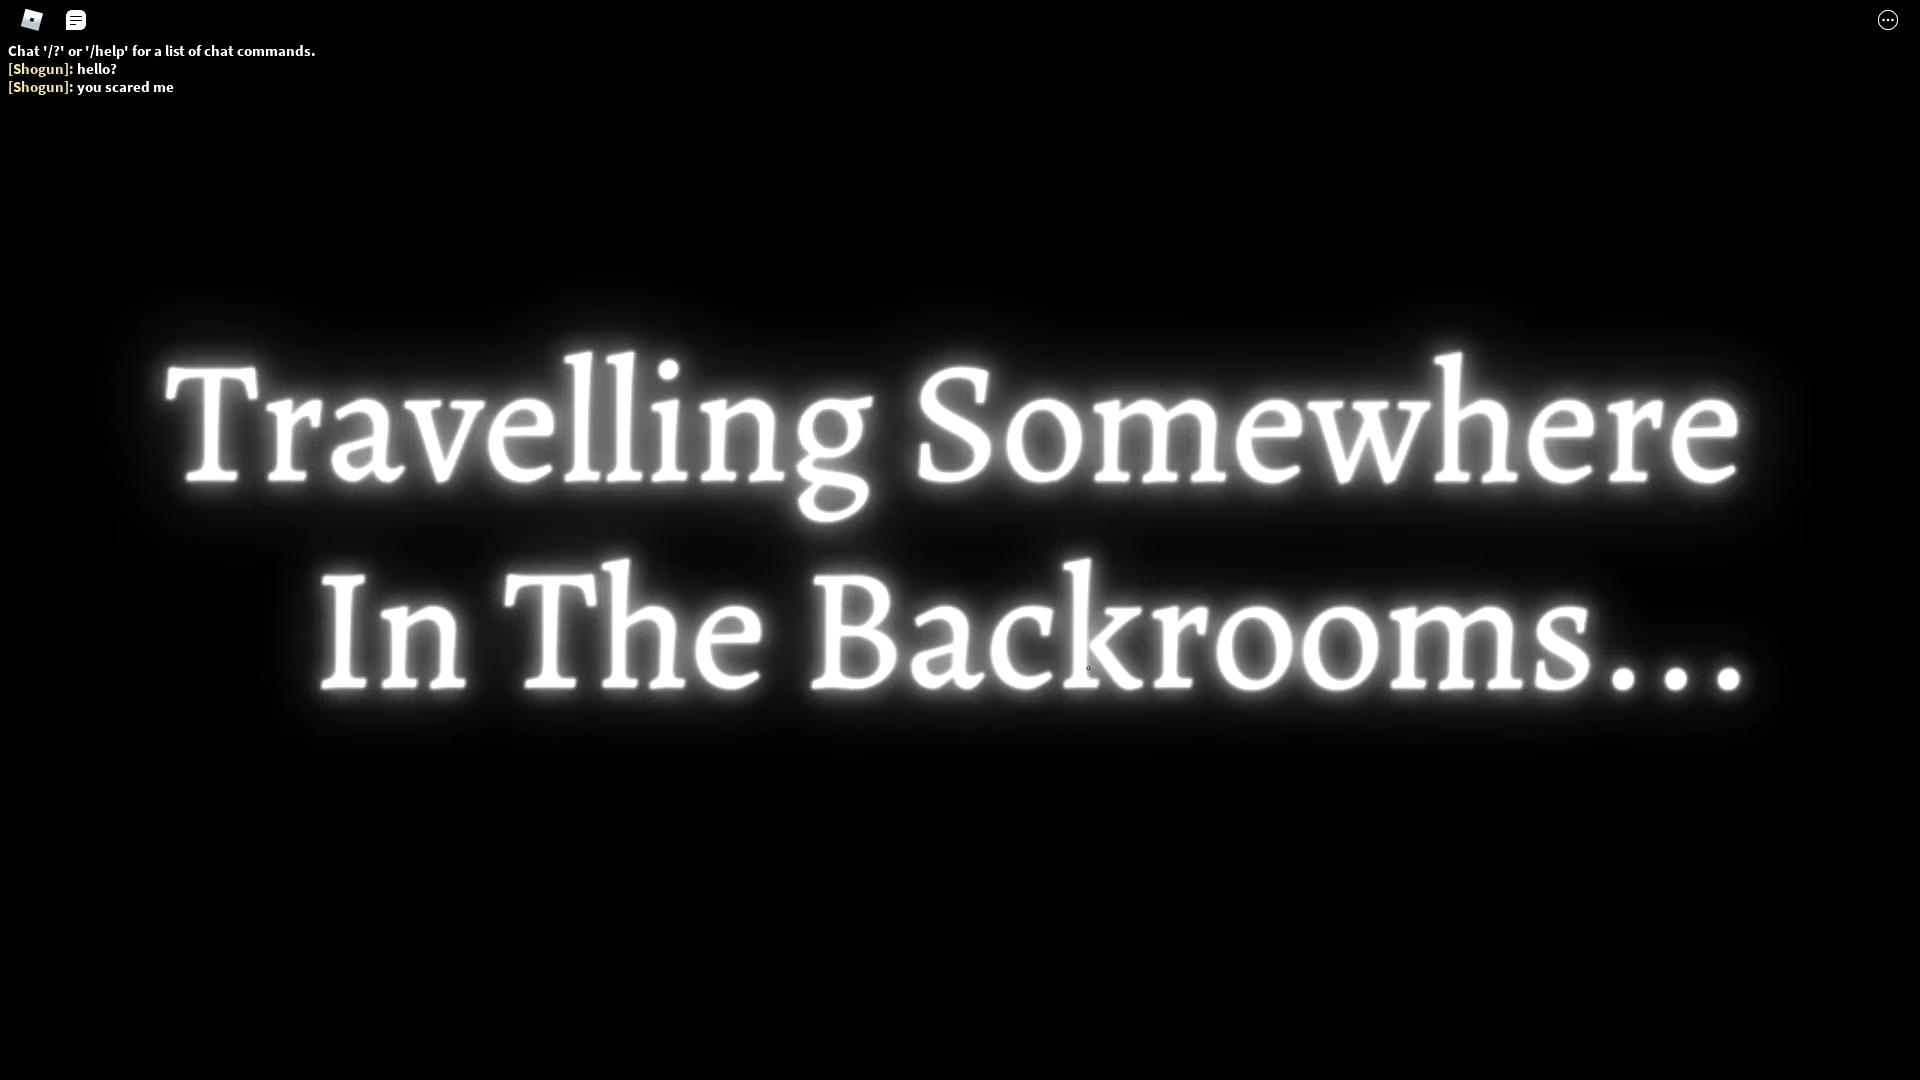 Chat '/?' or '/help' for a list of chat commands.
[Shogun]: hello?
[Shogun]: you scared me
Travelling Somewhere
In The Backrooms...